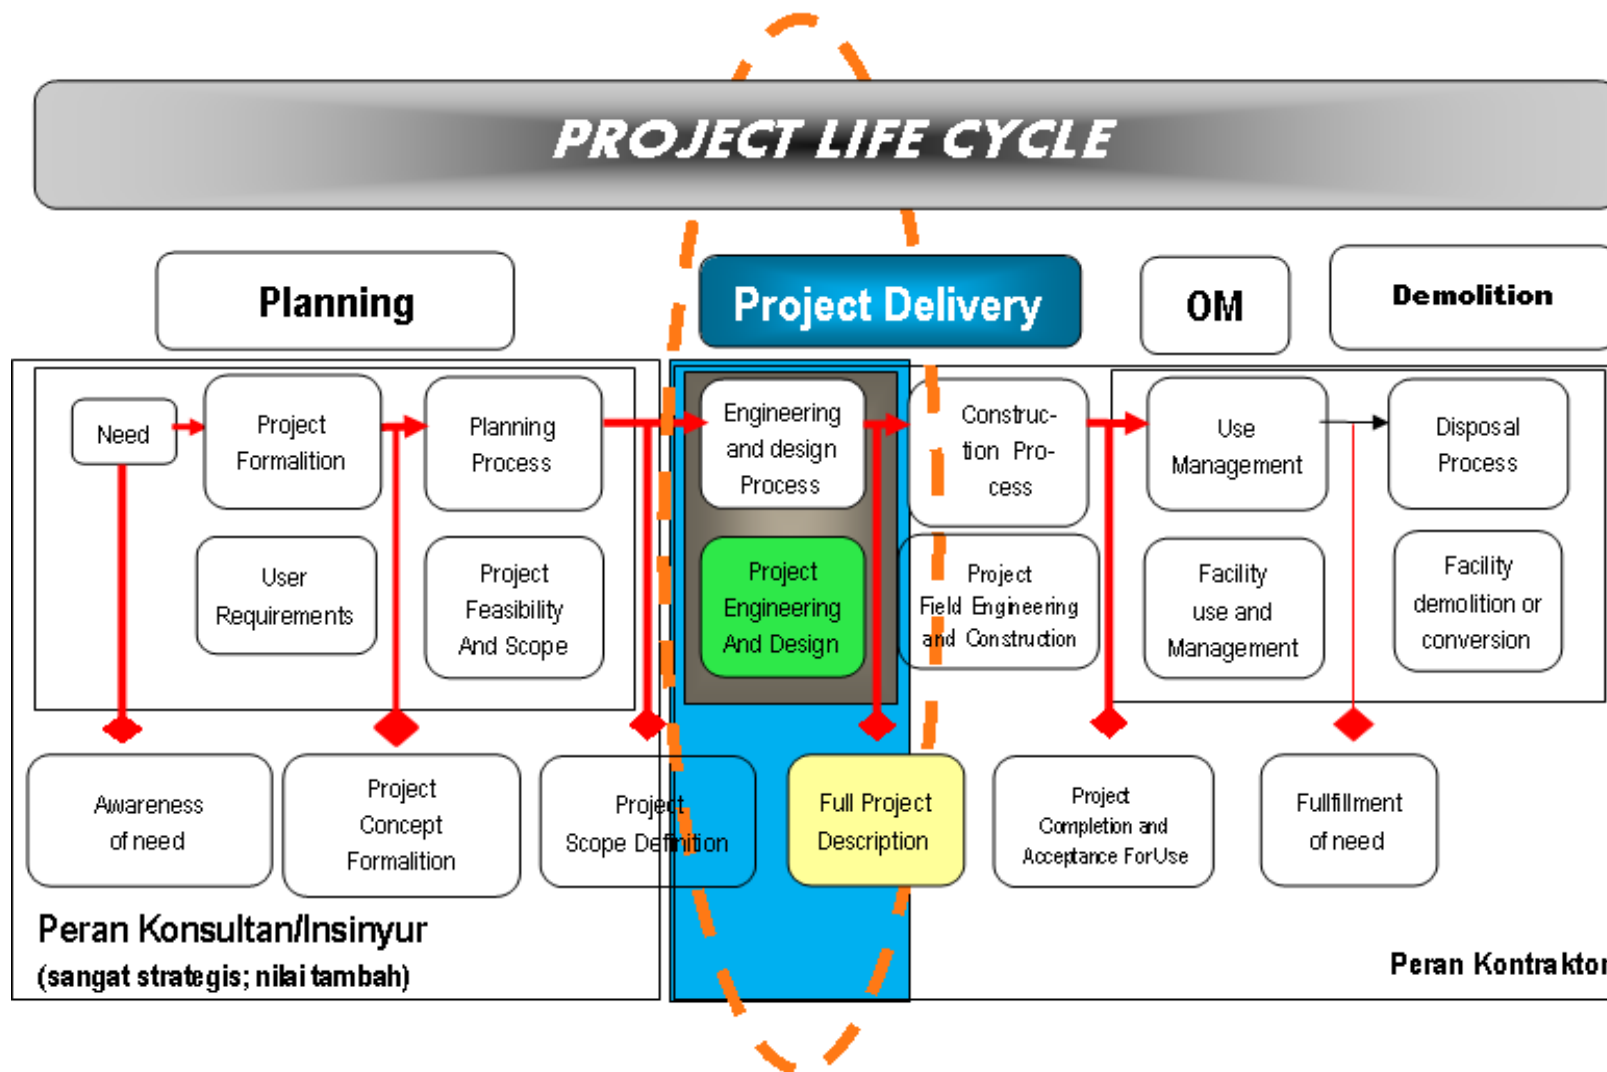 PROJECT LIFE CYCLE
Planning
Project Delivery
OM
Demolition
Need
Project
Formalition
Planning
Process
Engineering
and design
Process
Construc-
tion Pro-
cess
Use
Management
Disposal
Process
User
Requirements
Project
Feasibility
And Scope
Project
Engineering
And Design
Project
Field Engineering
and Construction
Facility
use and
Management
Facility
demolition or
conversion
Awareness
of need
Project
Concept
Formalition
Project
Scope Definition
Full Project
Description
Project
Completion and
Acceptance For Use
Fullfillment
of need
Peran Konsultan/Insinyur
(sangat strategis; nilai tambah)
Peran Kontraktor